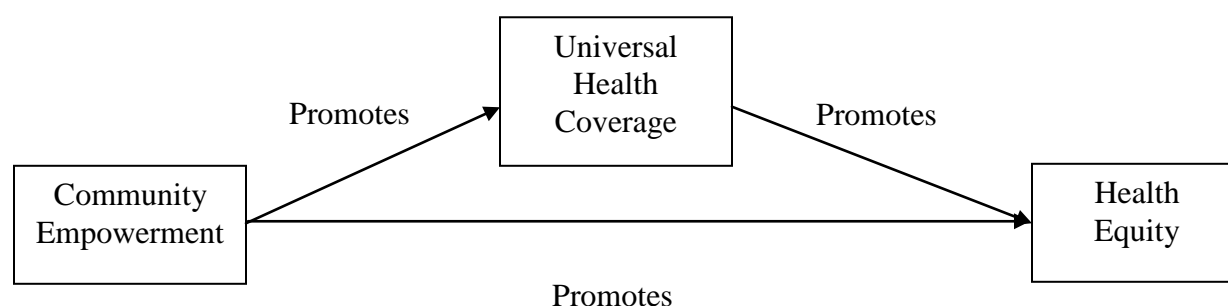 Universal
Health
Coverage
Promotes
Promotes
Community
Empowerment
Health
Equity
Promotes